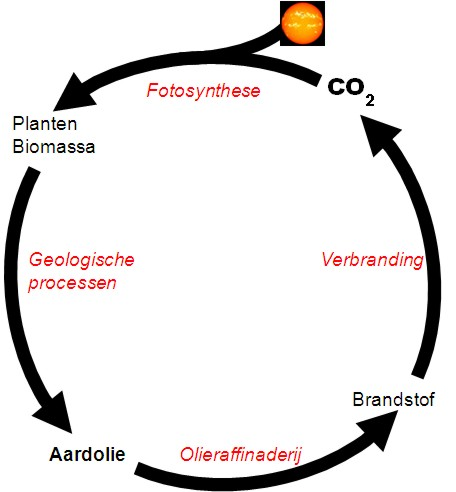 Fotosynthese
CO2
Planten
Biomassa
Geologische
processen
Verbranding
Brandstof
Aardolie
Olieraffinaderij